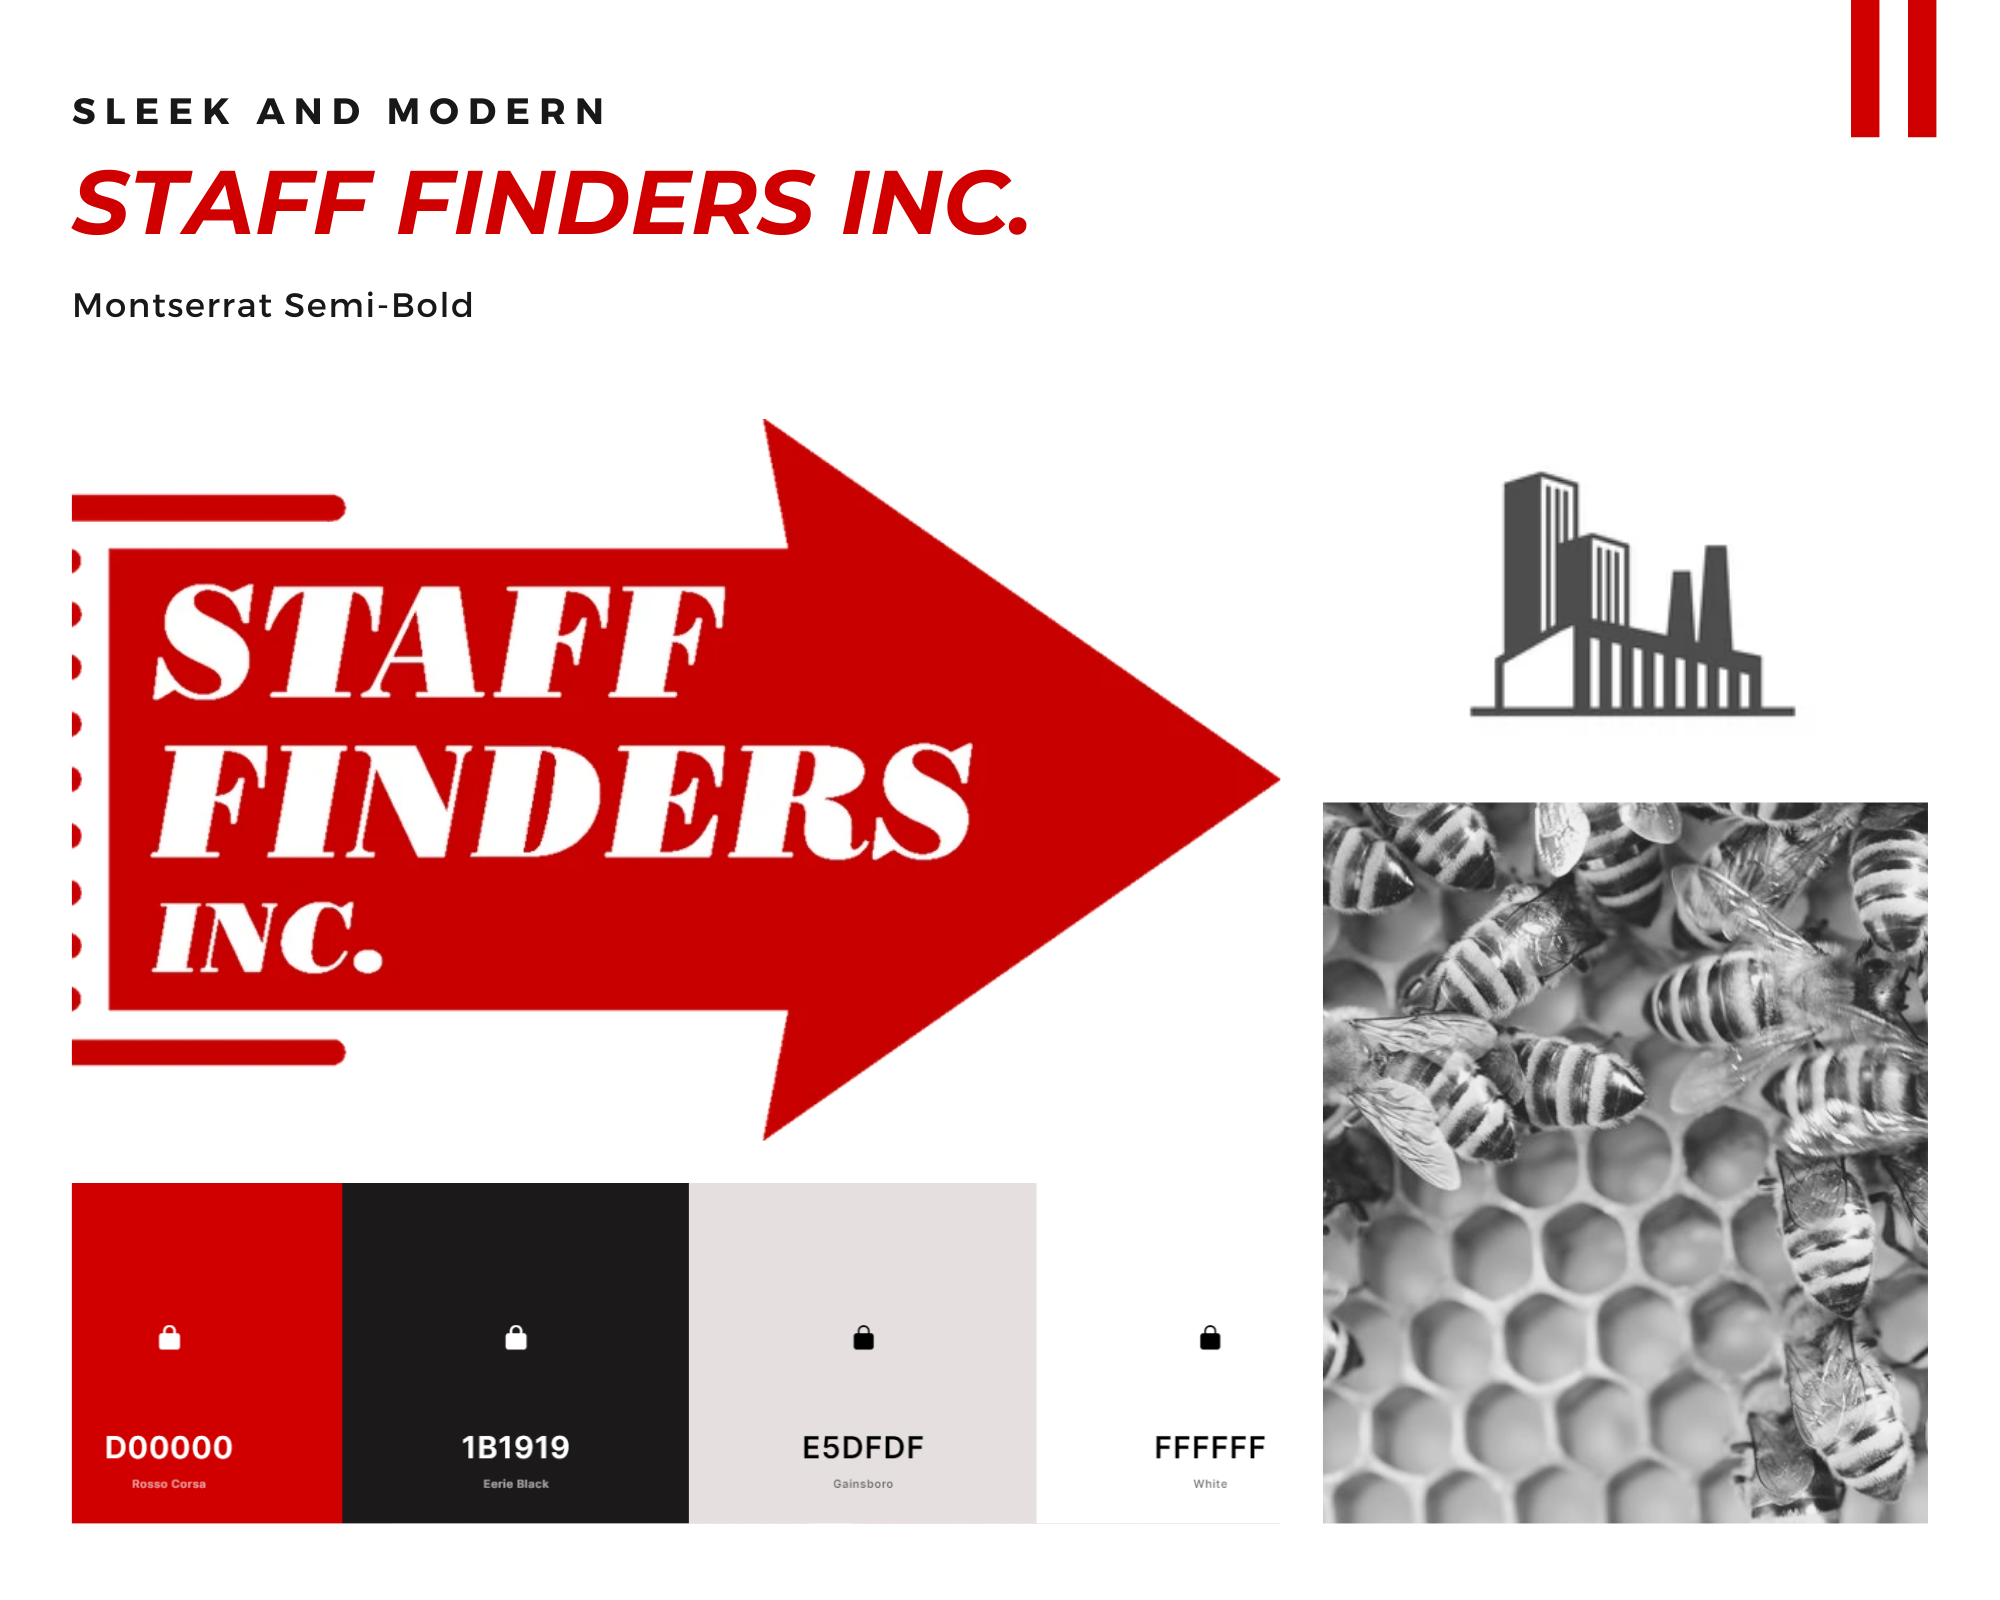 SLEEK AND MODERN
STAFF FINDERS INC.
Montserrat Semi-Bold
STAFF
FINDERS
INC.
D00000
Rosso Corsa
1B1919
Eerie Black
E5DFDF
Gainsboro
FFFFFF
White